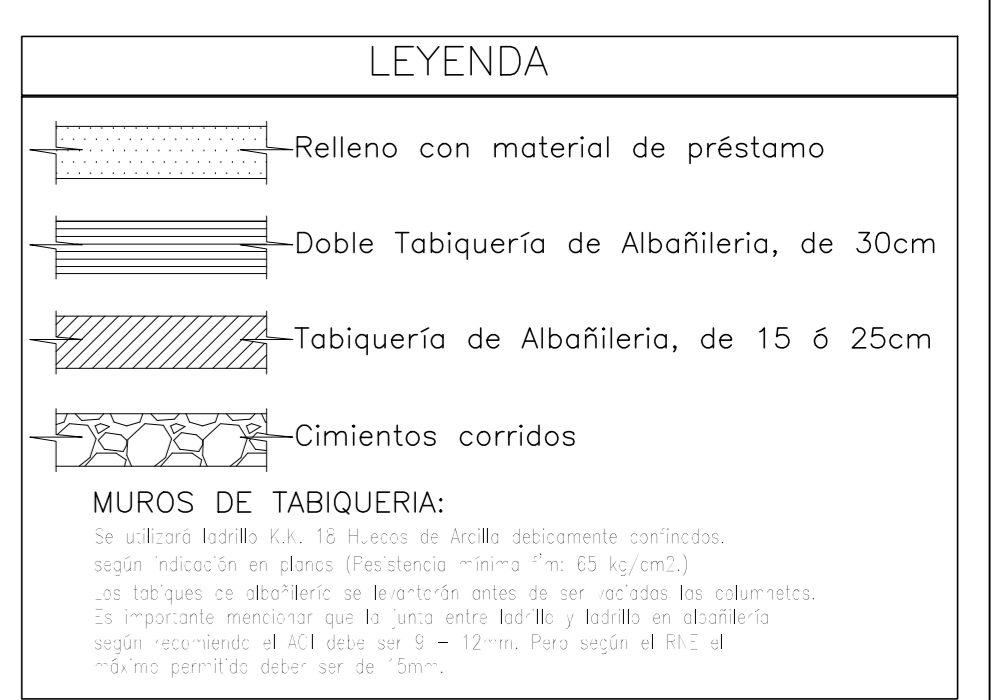 LEYENDA
Relleno con material de préstamo
Doble Tabiquería de Albañileria, de 30cm
Tabiquería de Albañileria, de 15 ó 25cm
Cimientos corridos
MUROS DE TABIQUERIA:
Se utilizará ladrillo K.K. 18 Huecos de Arcilla debicamente confinados.
según indicación en planos (Resistencia mínima f'm: 65 kg/cm2.)
Los tabiques de albañilería se levantarán antes de ser vaciadas las columnetas.
Es importante mencionar que la junta entre ladrillo y ladrillo en albañilería
según recomienda el ACI debe ser 9 – 12mm. Pero según el RNE el
máximo permitido deber ser de 15mm.